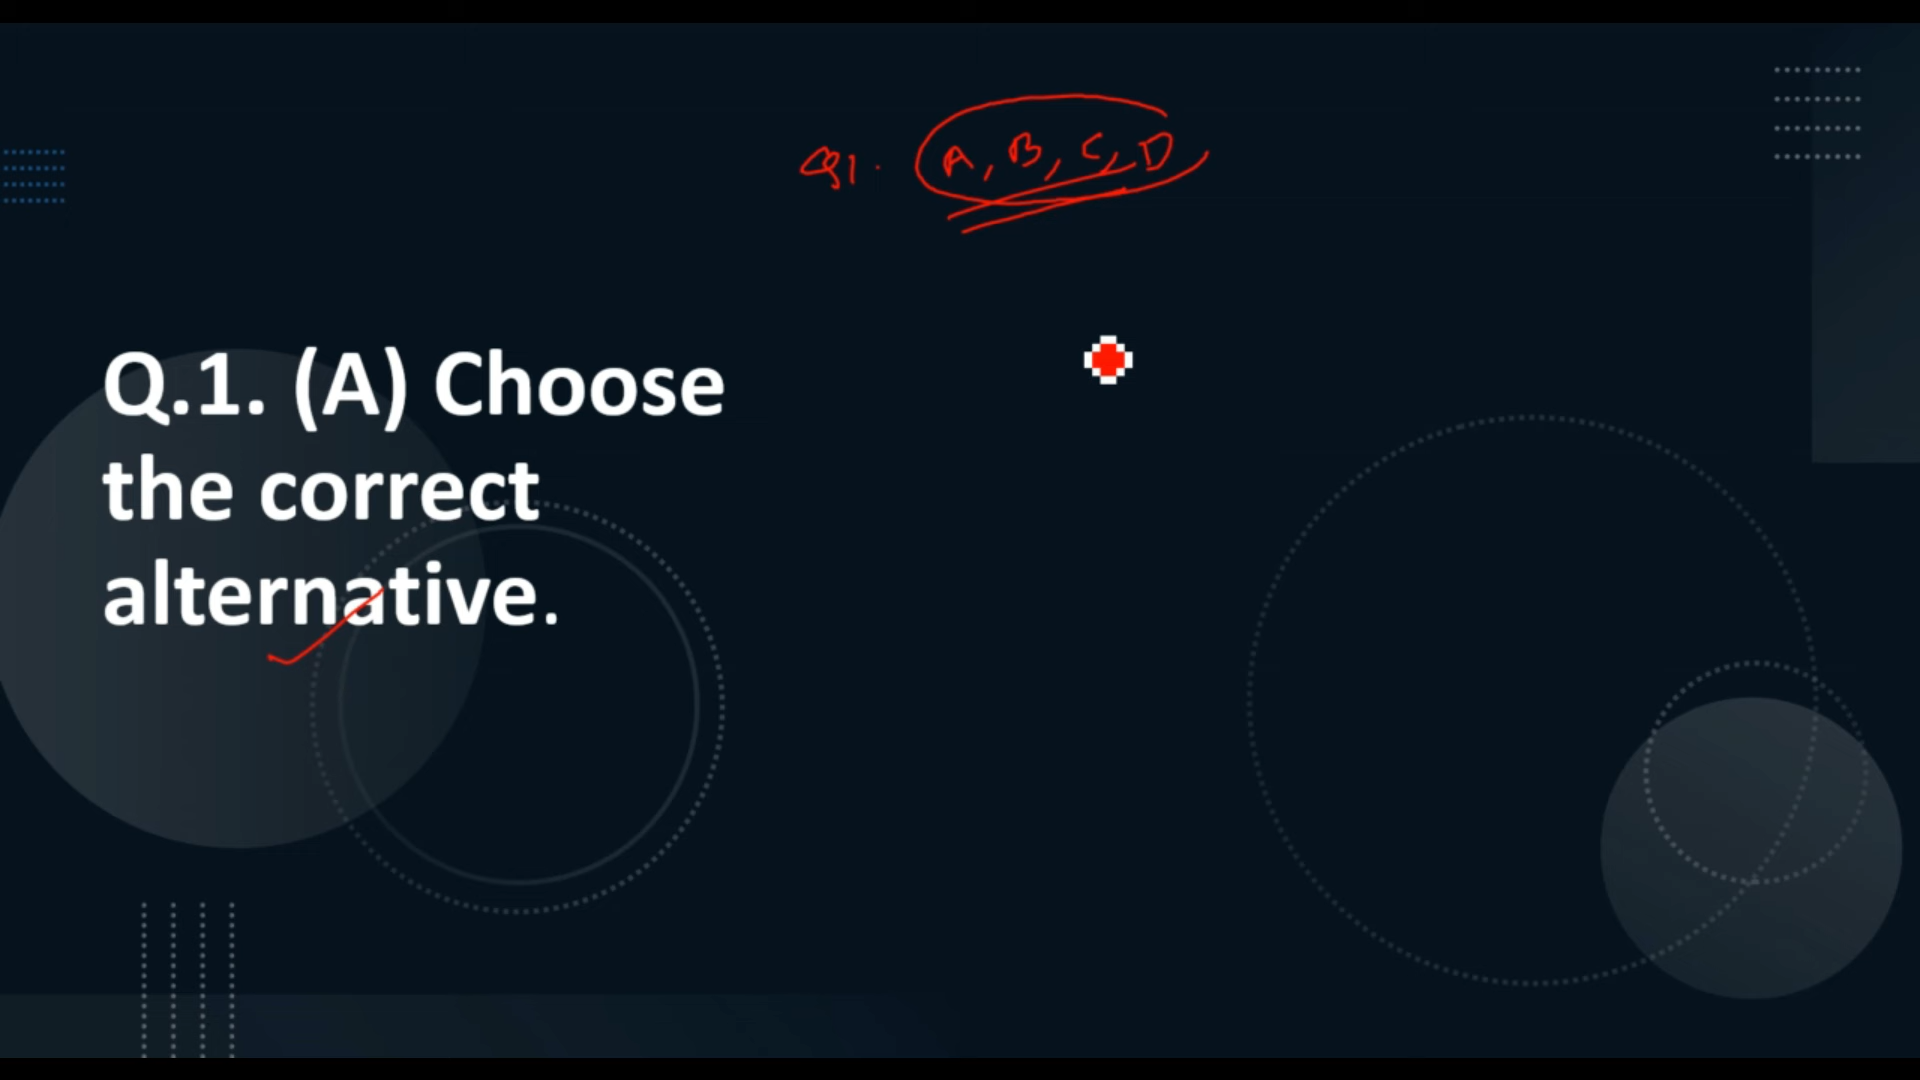 Q1. A, B, C, D
Q.1. (A) Choose
the correct
alternative.